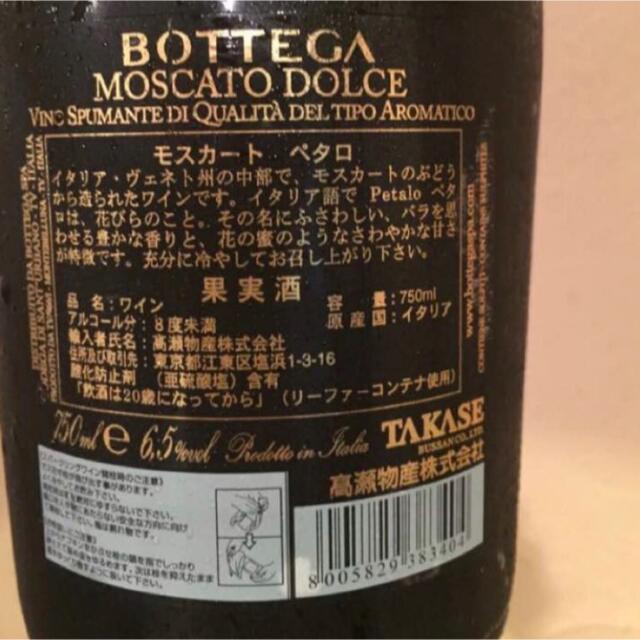 BOTTEGA
MOSCATO DOLCE
VINO SPUMANTE DI QUALITÀ DEL TIPO AROMATICO
モスカート ペタロ
イタリア・ヴェネト州の中部で、モスカートのぶどう
から造られたワインです。イタリア語で Petalo ペタ
ロは、花びらのこと。その名にふさわしい、バラを思
わせる豊かな香りと、花の蜜のようなさわやかな甘さ
が特徴です。充分に冷やしてお召し上がり下さい。
果実酒
品名:ワイン 容量:750ml
アルコール分:8度未満 原産国:イタリア
輸入者氏名:高瀬物産株式会社
住所及び引取先:東京都江東区塩浜1-3-16
酸化防止剤 (亜硫酸塩) 含有
「飲酒は20歳になってから」(リーファーコンテナ使用)
750ml e 6,5%vol Prodotto in Italia TAKASE
BUSSAN CO., LTD.
高瀬物産株式会社
8 005829 383404